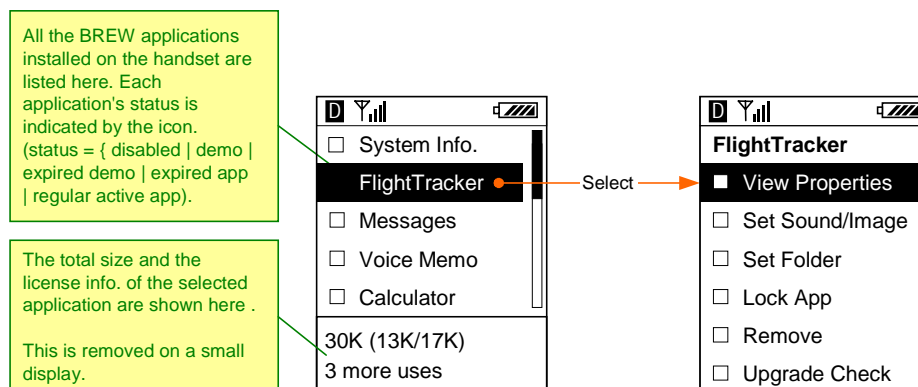 All the BREW applications
installed on the handset are
listed here. Each
application's status is
indicated by the icon.
(status = { disabled | demo |
expired demo | expired app
| regular active app).
The total size and the
license info. of the selected
application are shown here .
This is removed on a small
display.
D
System Info.
FlightTracker
Messages
Voice Memo
Calculator
30K (13K/17K)
3 more uses
Select
D
FlightTracker
View Properties
Set Sound/Image
Set Folder
Lock App
Remove
Upgrade Check